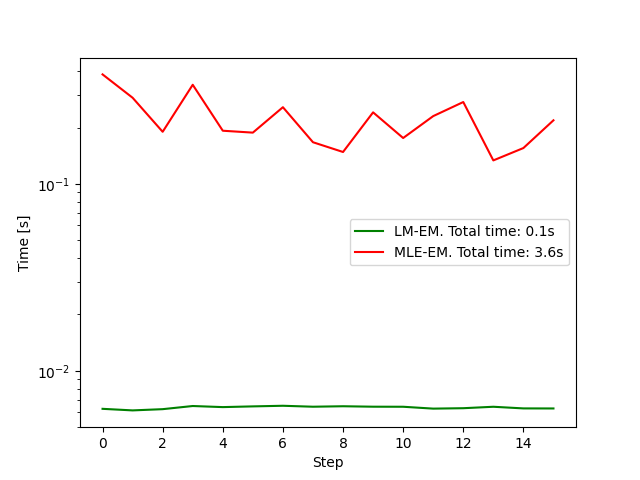 Time [s]
10⁻¹
10⁻²
LM-EM. Total time: 0.1s
MLE-EM. Total time: 3.6s
0 2 4 6 8 10 12 14
Step